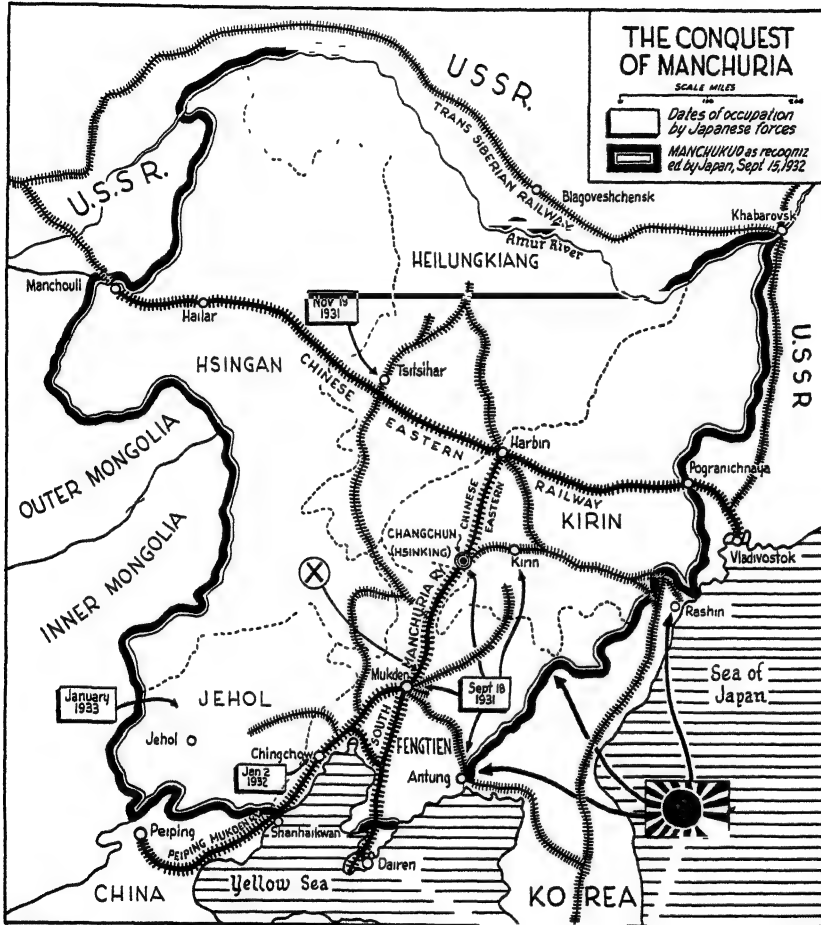 THE CONQUEST
OF MANCHURIA
SCALE MILES
0 100 200
Dates of occupation
by Japanese forces
MANCHUKUO as recogniz
ed by Japan, Sept 15, 1932
U.S.S.R.
TRANS SIBERIAN RAILWAY
U.S.S R.
Blagoveshchensk
Khabarovsk
Amur River
HEILUNGKIANG
Manchouli
Hailar
Nov 19
1931
U.S.S.R
HSINGAN
Tsitsihar
CHINESE
EASTERN
RAILWAY
Harbin
Pogranichnaya
OUTER MONGOLIA
CHINESE
EASTERN
KIRIN
CHANGCHUN
(HSINKING)
Kirin
Vladivostok
INNER MONGOLIA
X
SOUTH MANCHURIA RY
Rashin
Mukden
Sept 18
1931
Sea of
Japan
January
1933
JEHOL
Jehol
FENGTIEN
Chingchow
Jan 2
1932
Antung
Peiping
PEIPING MUKDEN
Shanhaikwan
Dairen
Yellow Sea
CHINA
KOREA